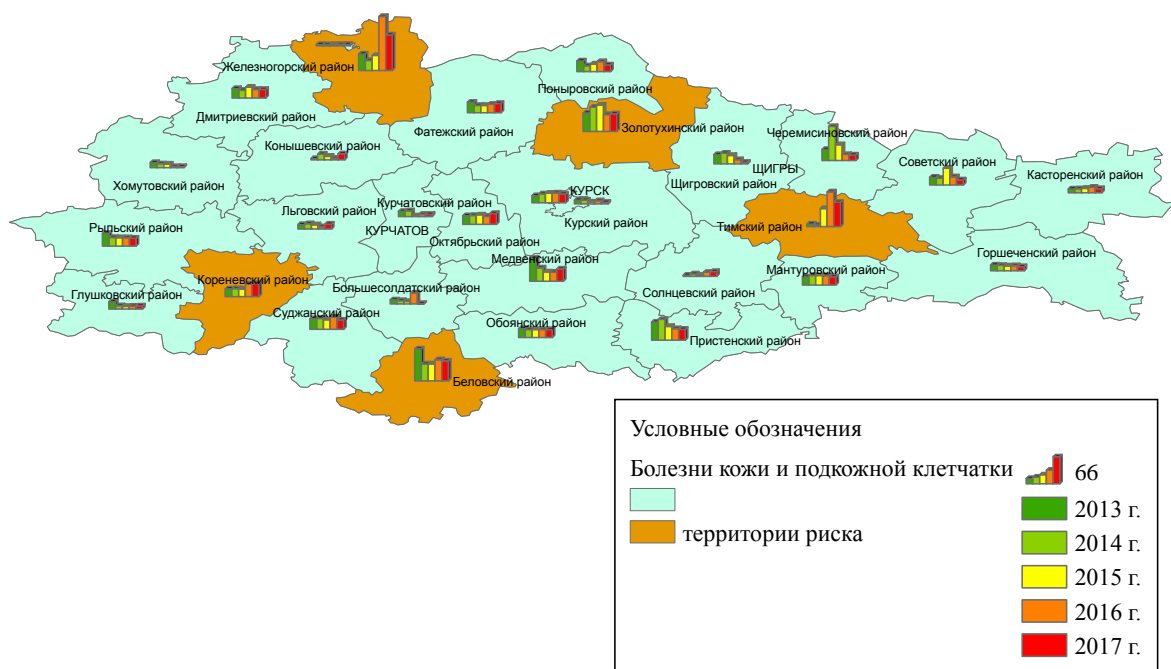 Железногорский район
Поныровский район
Дмитриевский район
Фатежский район
Золотухинский район
Черемисиновский район
Конышевский район
ЩИГРЫ
Советский район
Хомутовский район
Щигровский район
Касторенский район
КУРСК
Курчатовский район
Льговский район
Курский район
Тимский район
Рыльский район
КУРЧАТОВ
Октябрьский район
Медвенский район
Горшеченский район
Кореневский район
Мантуровский район
Глушковский район
Большесолдатский район
Солнцевский район
Суджанский район
Обоянский район
Пристенский район
Беловский район
Условные обозначения
Болезни кожи и подкожной клетчатки
66
территории риска
2013 г.
2014 г.
2015 г.
2016 г.
2017 г.